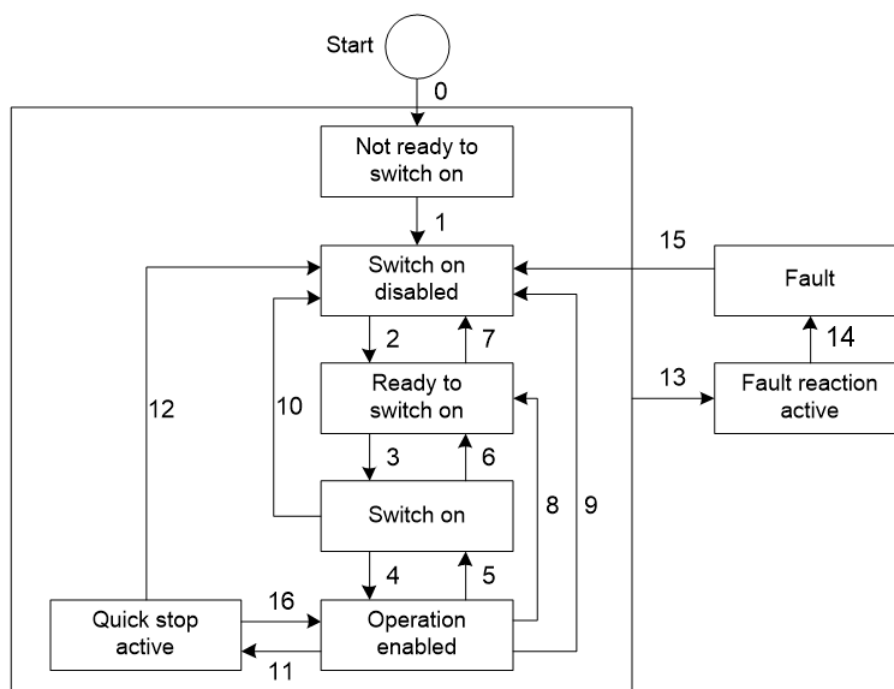 Start
0
Not ready to
switch on
1
15
Switch on
disabled
Fault
2
7
14
Ready to
switch on
13
Fault reaction
active
12
10
3
6
Switch on
8
9
4
5
16
Quick stop
active
Operation
enabled
11